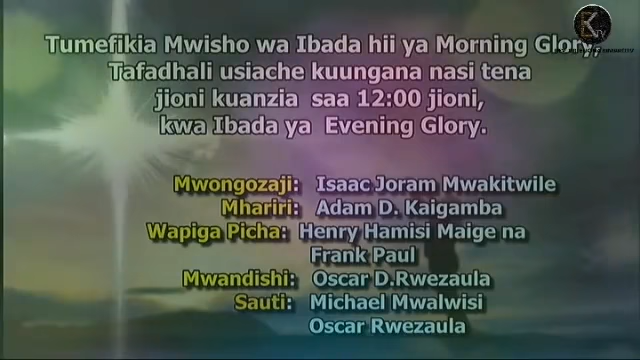 Tumefikia Mwisho wa Ibada hii ya Morning Glory,
Tafadhali usiache kuungana nasi tena
jioni kuanzia saa 12:00 jioni,
kwa Ibada ya Evening Glory.
Mwongozaji: Isaac Joram Mwakitwile
Mhariri: Adam D. Kaigamba
Wapiga Picha: Henry Hamisi Maige na
Frank Paul
Mwandishi: Oscar D.Rwezaula
Sauti: Michael Mwalwisi
Oscar Rwezaula